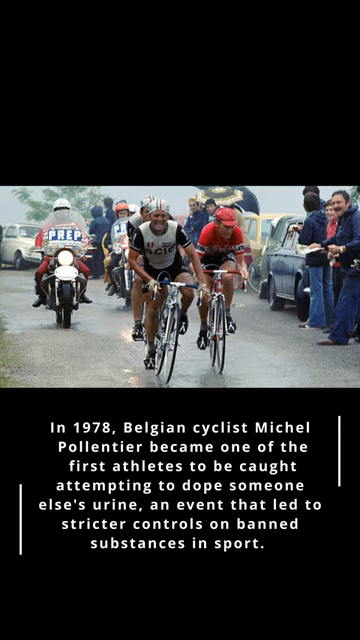 PREP
In 1978, Belgian cyclist Michel
Pollentier became one of the
first athletes to be caught
attempting to dope someone
else's urine, an event that led to
stricter controls on banned
substances in sport.